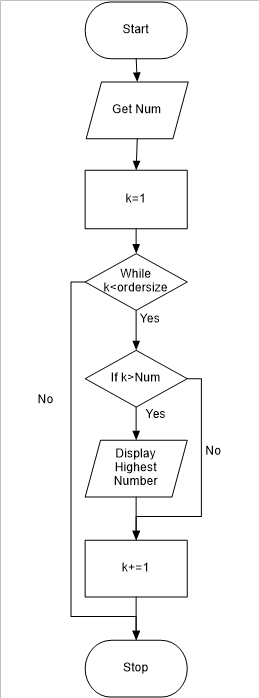 Start
Get Num
k=1
While
k<ordersize
Yes
If k>Num
No
Yes
Display
Highest
Number
No
k+=1
Stop